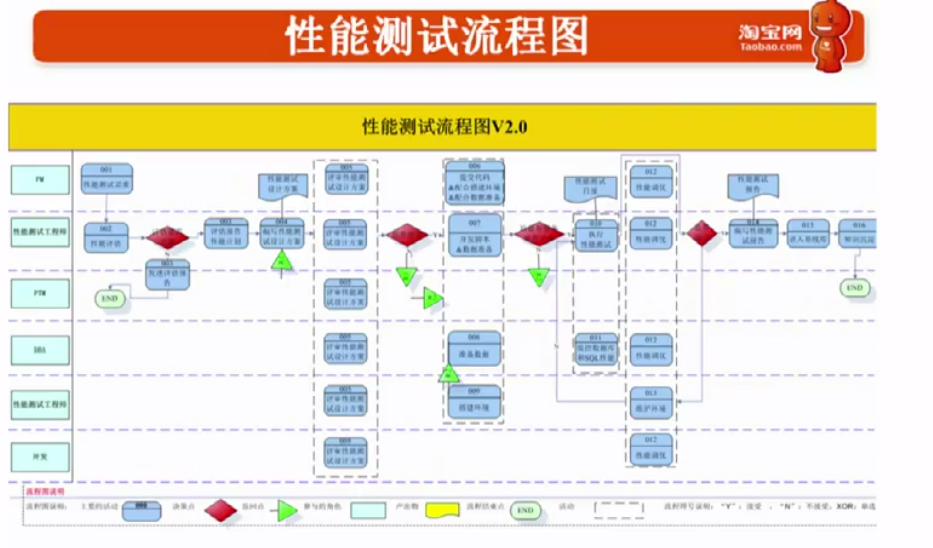 性能测试流程图
淘宝网
Taobao.com
性能测试流程图V2.0
PM
001
性能测试需求
性能测试
设计方案
005
评审性能测
试设计方案
006
提交代码
▲配合搭建环境
▲配合数据准备
性能测试
012
性能调优
性能测试
报告
性能测试工程师
002
性能评估
003
评估报告
性能计划
004
编写性能测
试设计方案
005
评审性能测
试设计方案
007
开发脚本
▲数据准备
010
执行
性能测试
012
性能调优
014
编写性能测
试报告
015
录入基线库
016
知识沉淀
003
发送评估报
告
END
END
PTM
005
评审性能测
试设计方案
DBA
005
评审性能测
试设计方案
008
准备数据
011
监控数据库
和SQL性能
012
性能调优
性能测试工程师
005
评审性能测
试设计方案
009
搭建环境
013
维护环境
开发
005
评审性能测
试设计方案
012
性能调优
流程图说明
流程图说明：
主要的活动
000
决策点
返回点
参与的角色
产出物
流程结束点
END
活动
流程符号说明：“Y”：接受 ，“N”：不接受，XOR：单选